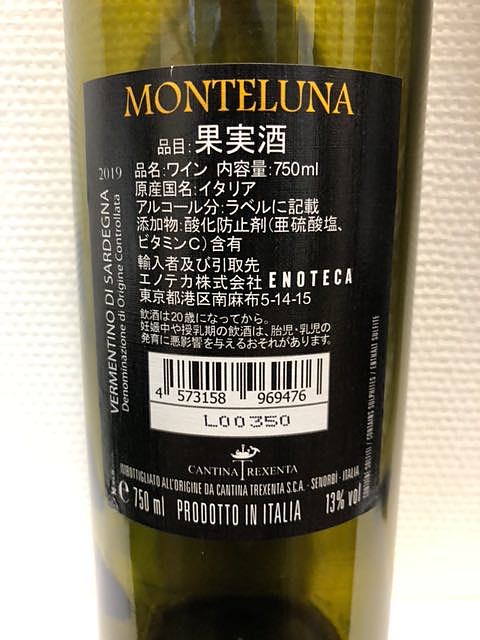 MONTELUNA
品目:果実酒
品名:ワイン 内容量:750ml
原産国名:イタリア
アルコール分:ラベルに記載
添加物:酸化防止剤(亜硫酸塩、
ビタミンC)含有
輸入者及び引取先
エノテカ株式会社 ENOTECA
東京都港区南麻布5-14-15
飲酒は20歳になってから。
妊娠中や授乳期の飲酒は、胎児・乳児の
発育に悪影響を与えるおそれがあります。
4 573158 969476
L00350
CANTINA TREXENTA
IMBOTTIGLIATO ALL'ORIGINE DA CANTINA TREXENTA S.C.A. - SENORBÌ - ITALIA
e 750 ml PRODOTTO IN ITALIA 13% vol
2019
VERMENTINO DI SARDEGNA
Denominazione di Origine Controllata
CONTAINS SULPHITES / ENTHÄLT SULFITE